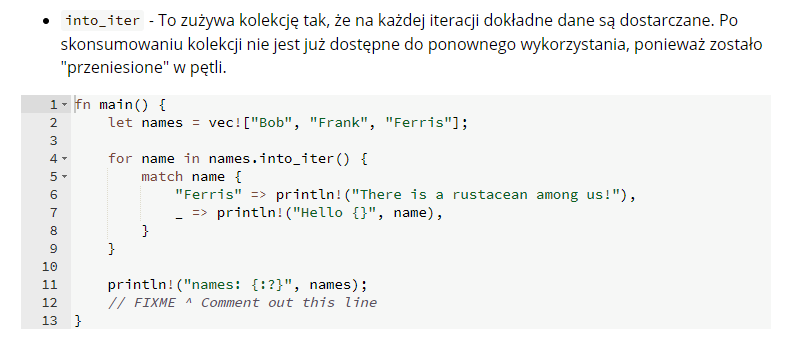 • into_iter - To zużywa kolekcję tak, że na każdej iteracji dokładne dane są dostarczane. Po
skonsumowaniu kolekcji nie jest już dostępne do ponownego wykorzystania, ponieważ zostało
"przeniesione" w pętli.
1 fn main() {
2     let names = vec!["Bob", "Frank", "Ferris"];
3
4     for name in names.into_iter() {
5         match name {
6             "Ferris" => println!("There is a rustacean among us!"),
7             _ => println!("Hello {}", name),
8         }
9     }
10
11     println!("names: {:?}", names);
12     // FIXME ^ Comment out this line
13 }